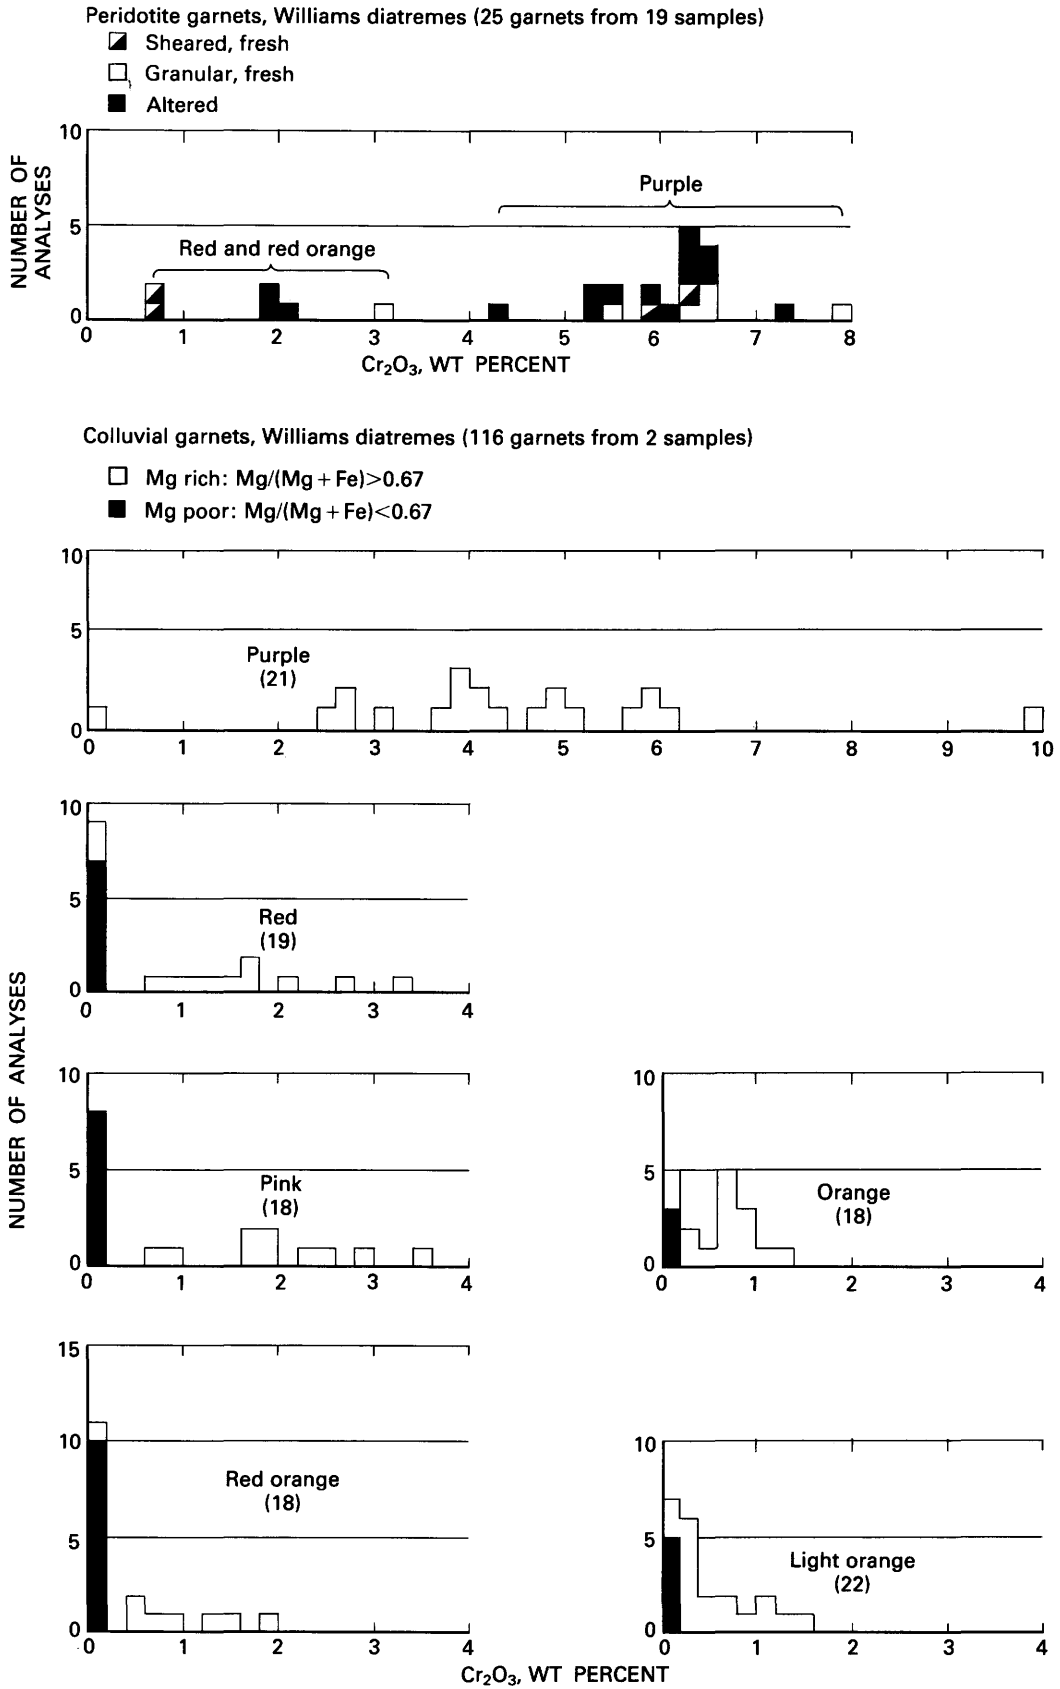 Peridotite garnets, Williams diatremes (25 garnets from 19 samples)
Sheared, fresh
Granular, fresh
Altered
NUMBER OF
ANALYSES
10
5
0
Purple
Red and red orange
0 1 2 3 4 5 6 7 8
Cr₂O₃, WT PERCENT
Colluvial garnets, Williams diatremes (116 garnets from 2 samples)
Mg rich: Mg/(Mg + Fe)>0.67
Mg poor: Mg/(Mg + Fe)<0.67
10
5
0
Purple
(21)
0 1 2 3 4 5 6 7 8 9 10
NUMBER OF ANALYSES
10
5
0
Red
(19)
0 1 2 3 4
10
5
0
Pink
(18)
0 1 2 3 4
10
5
0
Orange
(18)
0 1 2 3 4
15
10
5
0
Red orange
(18)
0 1 2 3 4
10
5
0
Light orange
(22)
0 1 2 3 4
Cr₂O₃, WT PERCENT